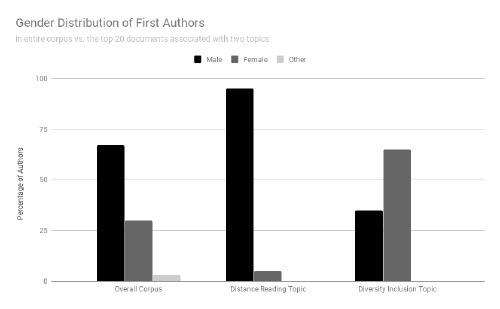 Gender Distribution of First Authors
in entire corpus vs. the top 20 documents associated with two topics
Male Female Other
Percentage of Authors
100
75
50
25
0
Overall Corpus Distance Reading Topic Diversity Inclusion Topic